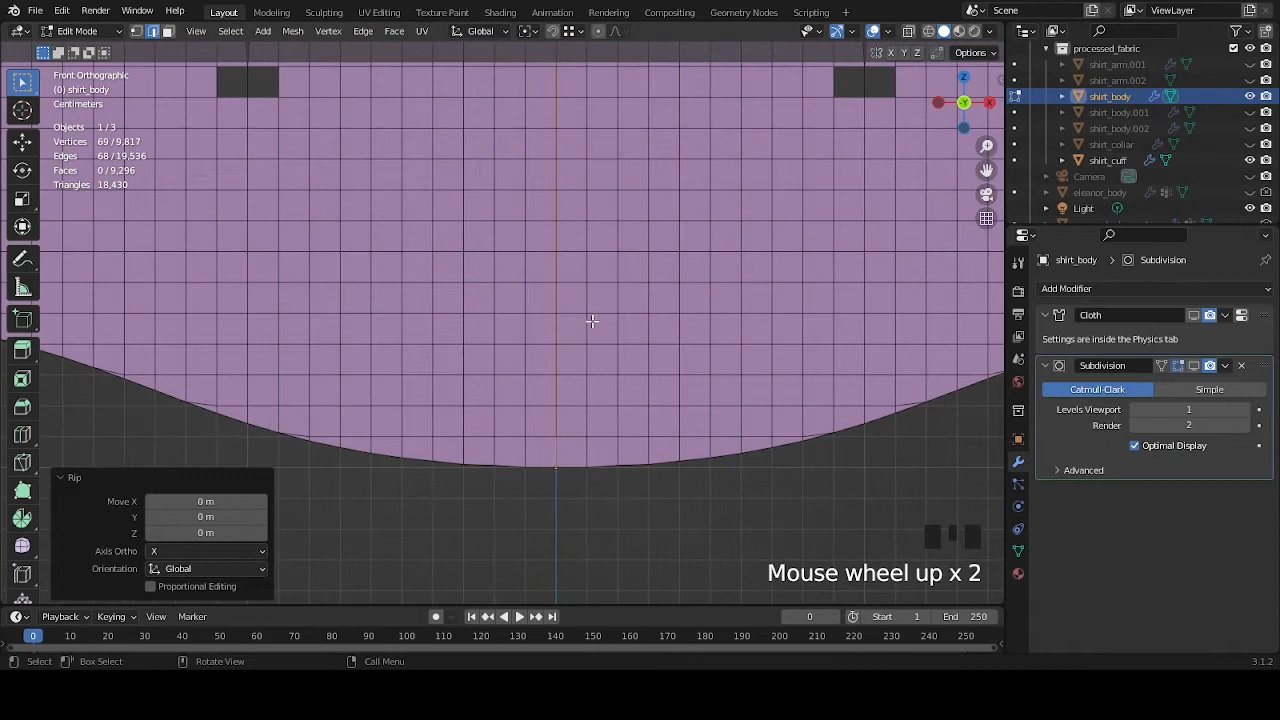 File Edit Render Window Help Layout Modeling Sculpting UV Editing Texture Paint Shading Animation Rendering Compositing Geometry Nodes Scripting + Scene ViewLayer
Edit Mode View Select Add Mesh Vertex Edge Face UV Global
X Y Z Options
Front Orthographic
(0) shirt_body
Centimeters
Objects 1/3
Vertices 69/9,817
Edges 68/19,536
Faces 0/9,296
Triangles 18,430
Z
-Y X
Rip
Move X 0 m
Y 0 m
Z 0 m
Axis Ortho X
Orientation Global
Proportional Editing
Mouse wheel up x 2
processed_fabric
shirt_arm.001
shirt_arm.002
shirt_body
shirt_body.001
shirt_body.002
shirt_collar
shirt_cuff
Camera
eleanor_body
Light
shirt_body > Subdivision
Add Modifier
Cloth
Settings are inside the Physics tab
Subdivision
Catmull-Clark Simple
Levels Viewport 1
Render 2
Optimal Display
Advanced
Playback Keying View Marker 0 Start 1 End 250
0 10 20 30 40 50 60 70 80 90 100 110 120 130 140 150 160 170 180 190 200 210 220 230 240 250
Select Box Select Rotate View Call Menu 3.1.2